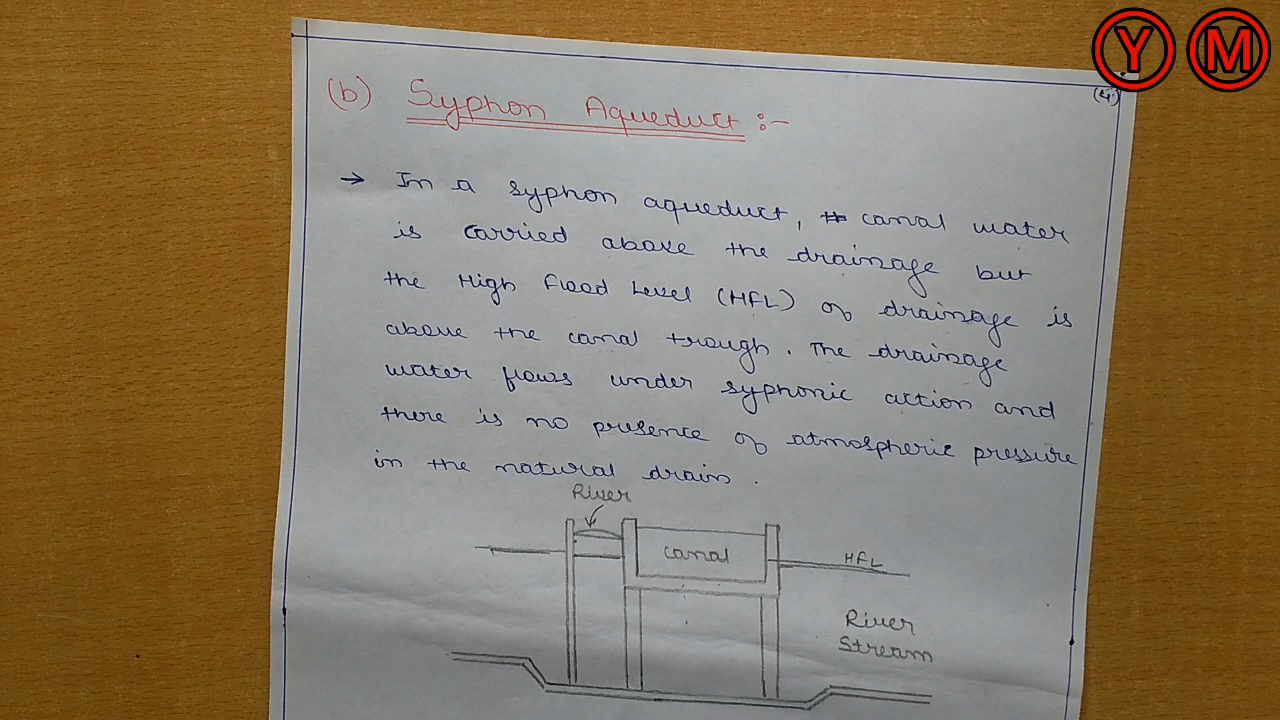 Y M
(4)
(b) Syphon Aqueduct :-
→ In a syphon aqueduct, canal water
is carried above the drainage but
the High Flood Level (HFL) of drainage is
above the canal trough. The drainage
water flows under syphonic action and
there is no presence of atmospheric pressure
in the natural drain.
River
canal
HFL
River
Stream